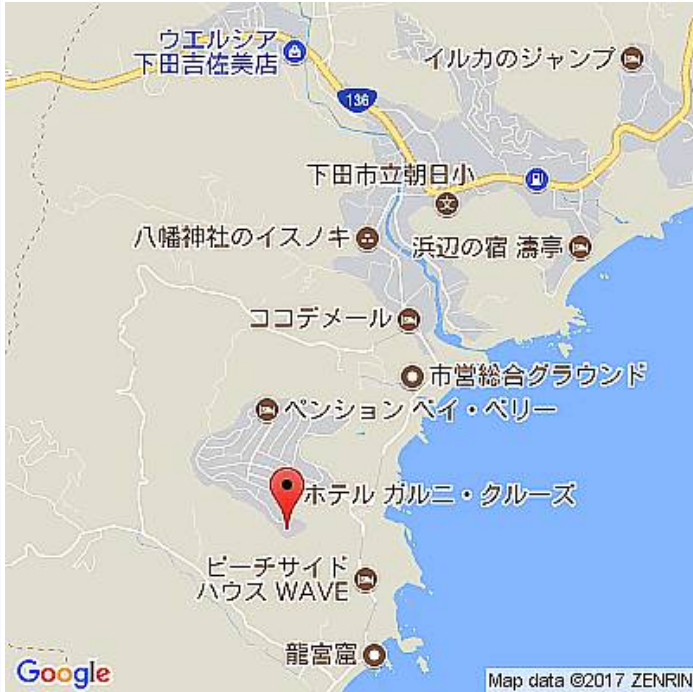 ウエルシア
下田吉佐美店
イルカのジャンプ
136
下田市立朝日小
文
八幡神社のイスノキ
浜辺の宿 濤亭
ココデメール
市営総合グラウンド
ペンション ベイ・ベリー
ホテル ガルニ・クルーズ
ビーチサイド
ハウス WAVE
龍宮窟
Google
Map data ©2017 ZENRIN